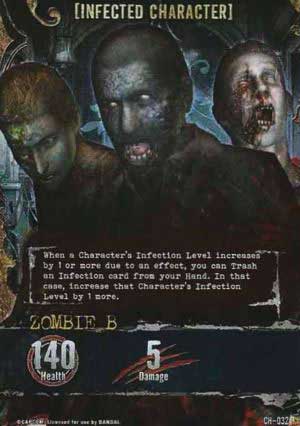 [INFECTED CHARACTER]
When a Character's Infection Level increases
by 1 or more due to an effect, you can Trash
an Infection card from your Hand. In that
case, increase that Character's Infection
Level by 1 more.
ZOMBIE B
140
Health
5
Damage
©CAPCOM. Licensed for use by BANDAI.